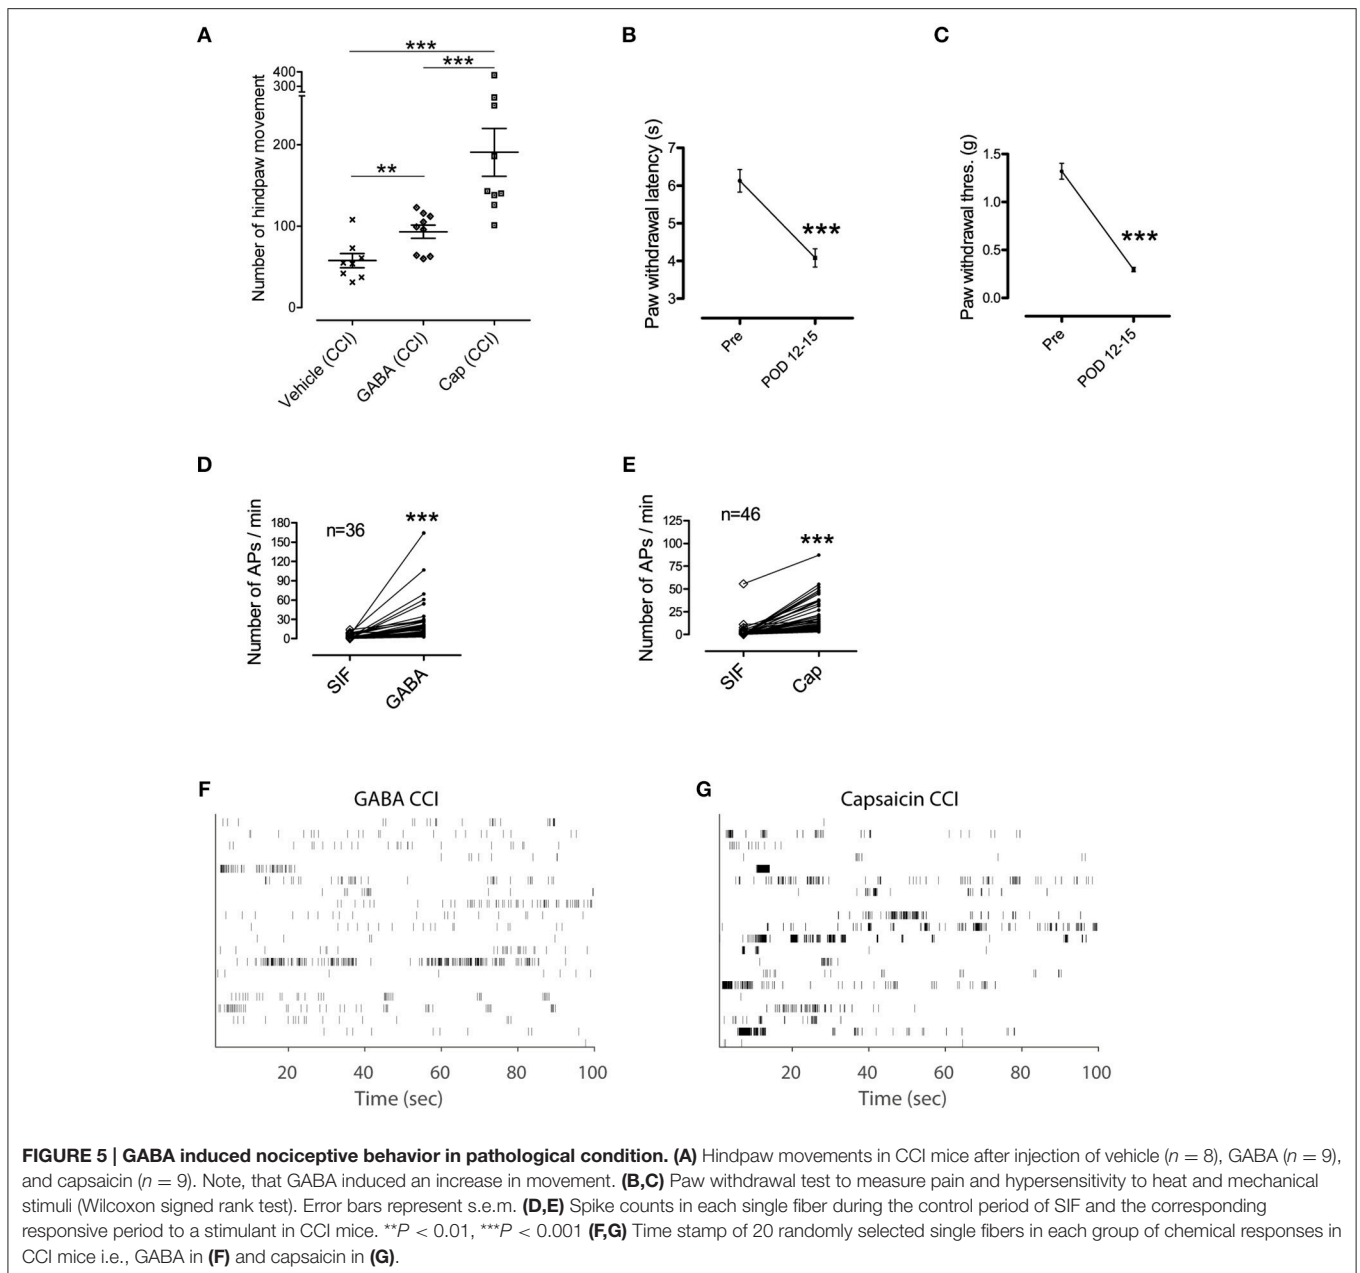 A
B
C
***
***
**
Number of hindpaw movement
400
300
200
100
0
Vehicle (CCI)
GABA (CCI)
Cap (CCI)
Paw withdrawal latency (s)
7
6
5
4
3
***
Pre
POD 12-15
Paw withdrawal thres. (g)
1.5
1.0
0.5
0.0
***
Pre
POD 12-15
D
E
Number of APs / min
180
150
120
90
60
30
0
n=36
***
SIF
GABA
Number of APs / min
125
100
75
50
25
0
n=46
***
SIF
Cap
F
GABA CCI
20 40 60 80 100
Time (sec)
G
Capsaicin CCI
20 40 60 80 100
Time (sec)
FIGURE 5 | GABA induced nociceptive behavior in pathological condition. (A) Hindpaw movements in CCI mice after injection of vehicle (n = 8), GABA (n = 9),
and capsaicin (n = 9). Note, that GABA induced an increase in movement. (B,C) Paw withdrawal test to measure pain and hypersensitivity to heat and mechanical
stimuli (Wilcoxon signed rank test). Error bars represent s.e.m. (D,E) Spike counts in each single fiber during the control period of SIF and the corresponding
responsive period to a stimulant in CCI mice. **P < 0.01, ***P < 0.001 (F,G) Time stamp of 20 randomly selected single fibers in each group of chemical responses in
CCI mice i.e., GABA in (F) and capsaicin in (G).